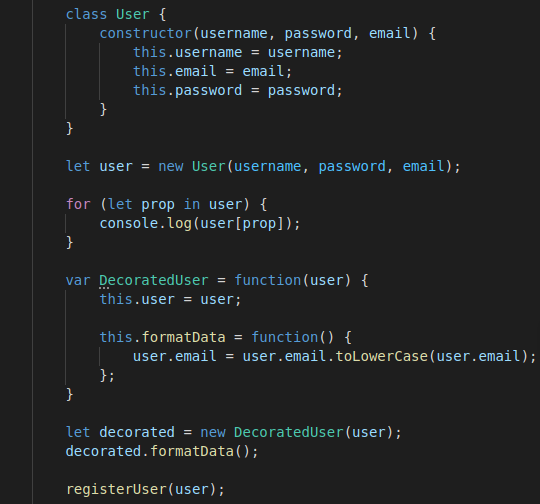 class User {
    constructor(username, password, email) {
        this.username = username;
        this.email = email;
        this.password = password;
    }
}

let user = new User(username, password, email);

for (let prop in user) {
    console.log(user[prop]);
}

var DecoratedUser = function(user) {
    this.user = user;

    this.formatData = function() {
        user.email = user.email.toLowerCase(user.email);
    };
}

let decorated = new DecoratedUser(user);
decorated.formatData();

registerUser(user);